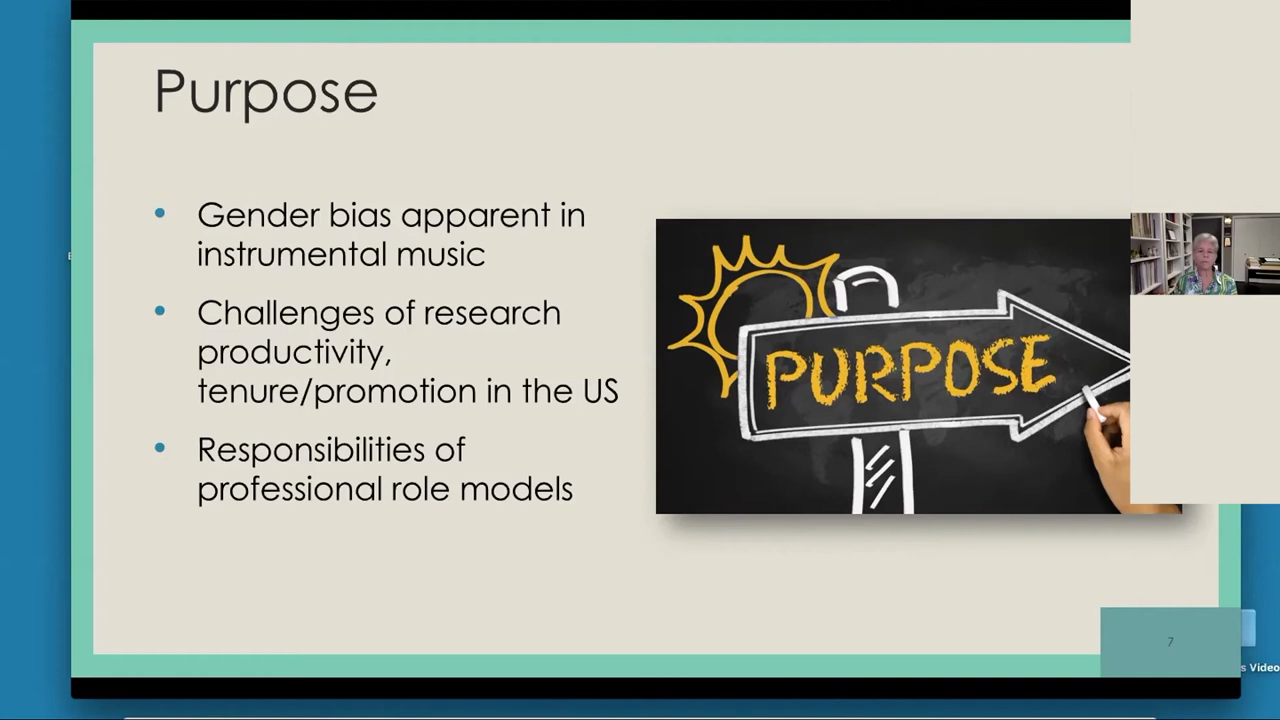 Purpose
• Gender bias apparent in
instrumental music
• Challenges of research
productivity,
tenure/promotion in the US
• Responsibilities of
professional role models
PURPOSE
7
s Video